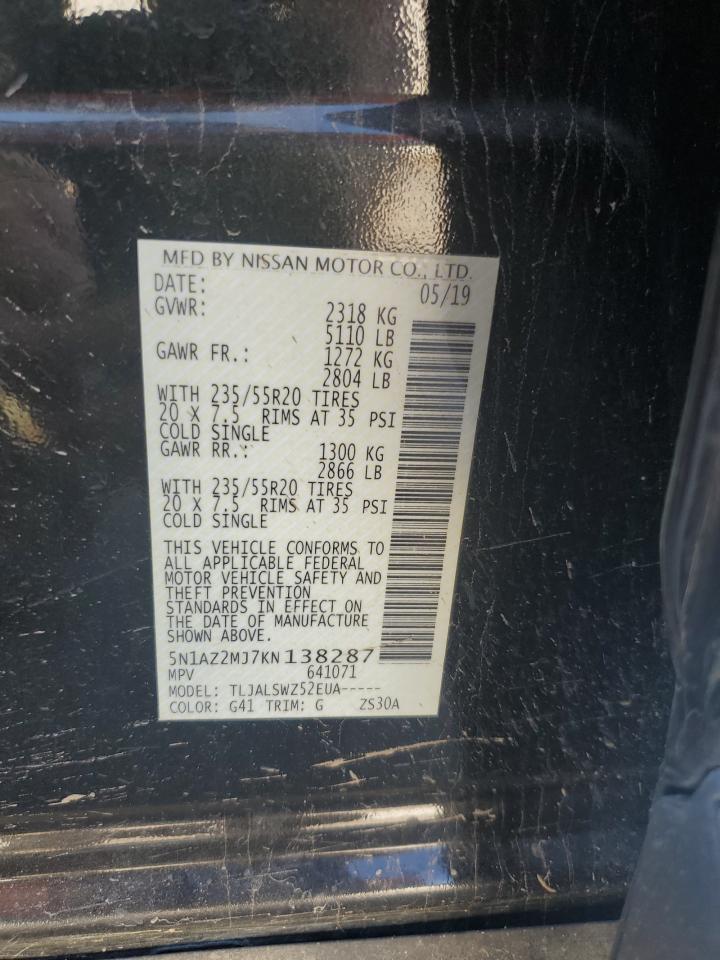 MFD BY NISSAN MOTOR CO., LTD.
DATE: 05/19
GVWR: 2318 KG
5110 LB
GAWR FR.: 1272 KG
2804 LB
WITH 235/55R20 TIRES
20 X 7.5 RIMS AT 35 PSI
COLD SINGLE
GAWR RR.: 1300 KG
2866 LB
WITH 235/55R20 TIRES
20 X 7.5 RIMS AT 35 PSI
COLD SINGLE
THIS VEHICLE CONFORMS TO
ALL APPLICABLE FEDERAL
MOTOR VEHICLE SAFETY AND
THEFT PREVENTION
STANDARDS IN EFFECT ON
THE DATE OF MANUFACTURE
SHOWN ABOVE.
5N1AZ2MJ7KN138287
MPV 641071
MODEL: TLJALSWZ52EUA-----
COLOR: G41 TRIM: G ZS30A